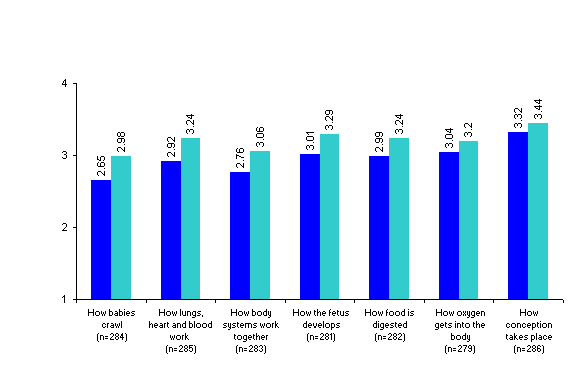 4
3
2
1
2.65
2.98
2.92
3.24
2.76
3.06
3.01
3.29
2.99
3.24
3.04
3.2
3.32
3.44
How babies
crawl
(n=284)
How lungs,
heart and blood
work
(n=285)
How body
systems work
together
(n=283)
How the fetus
develops
(n=281)
How food is
digested
(n=282)
How oxygen
gets into the
body
(n=279)
How
conception
takes place
(n=286)